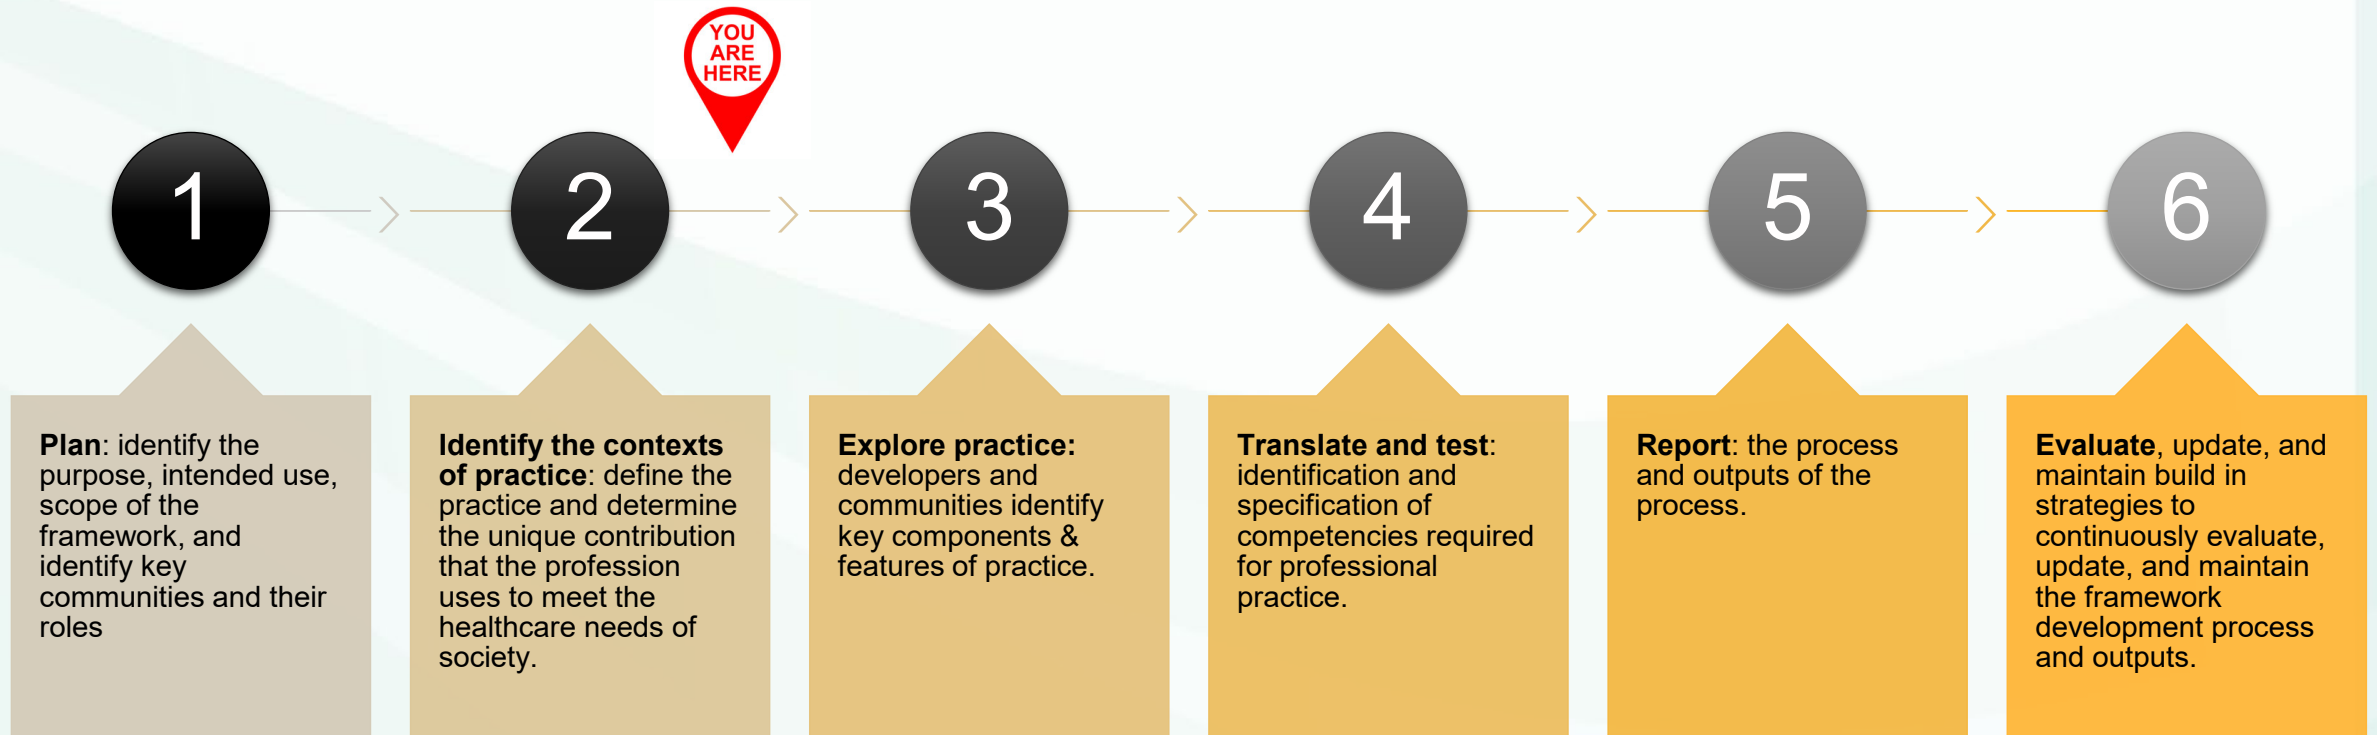 YOU
ARE
HERE
1
2
3
4
5
6
Plan: identify the
purpose, intended use,
scope of the
framework, and
identify key
communities and their
roles
Identify the contexts
of practice: define the
practice and determine
the unique contribution
that the profession
uses to meet the
healthcare needs of
society.
Explore practice:
developers and
communities identify
key components &
features of practice.
Translate and test:
identification and
specification of
competencies required
for professional
practice.
Report: the process
and outputs of the
process.
Evaluate, update, and
maintain build in
strategies to
continuously evaluate,
update, and maintain
the framework
development process
and outputs.